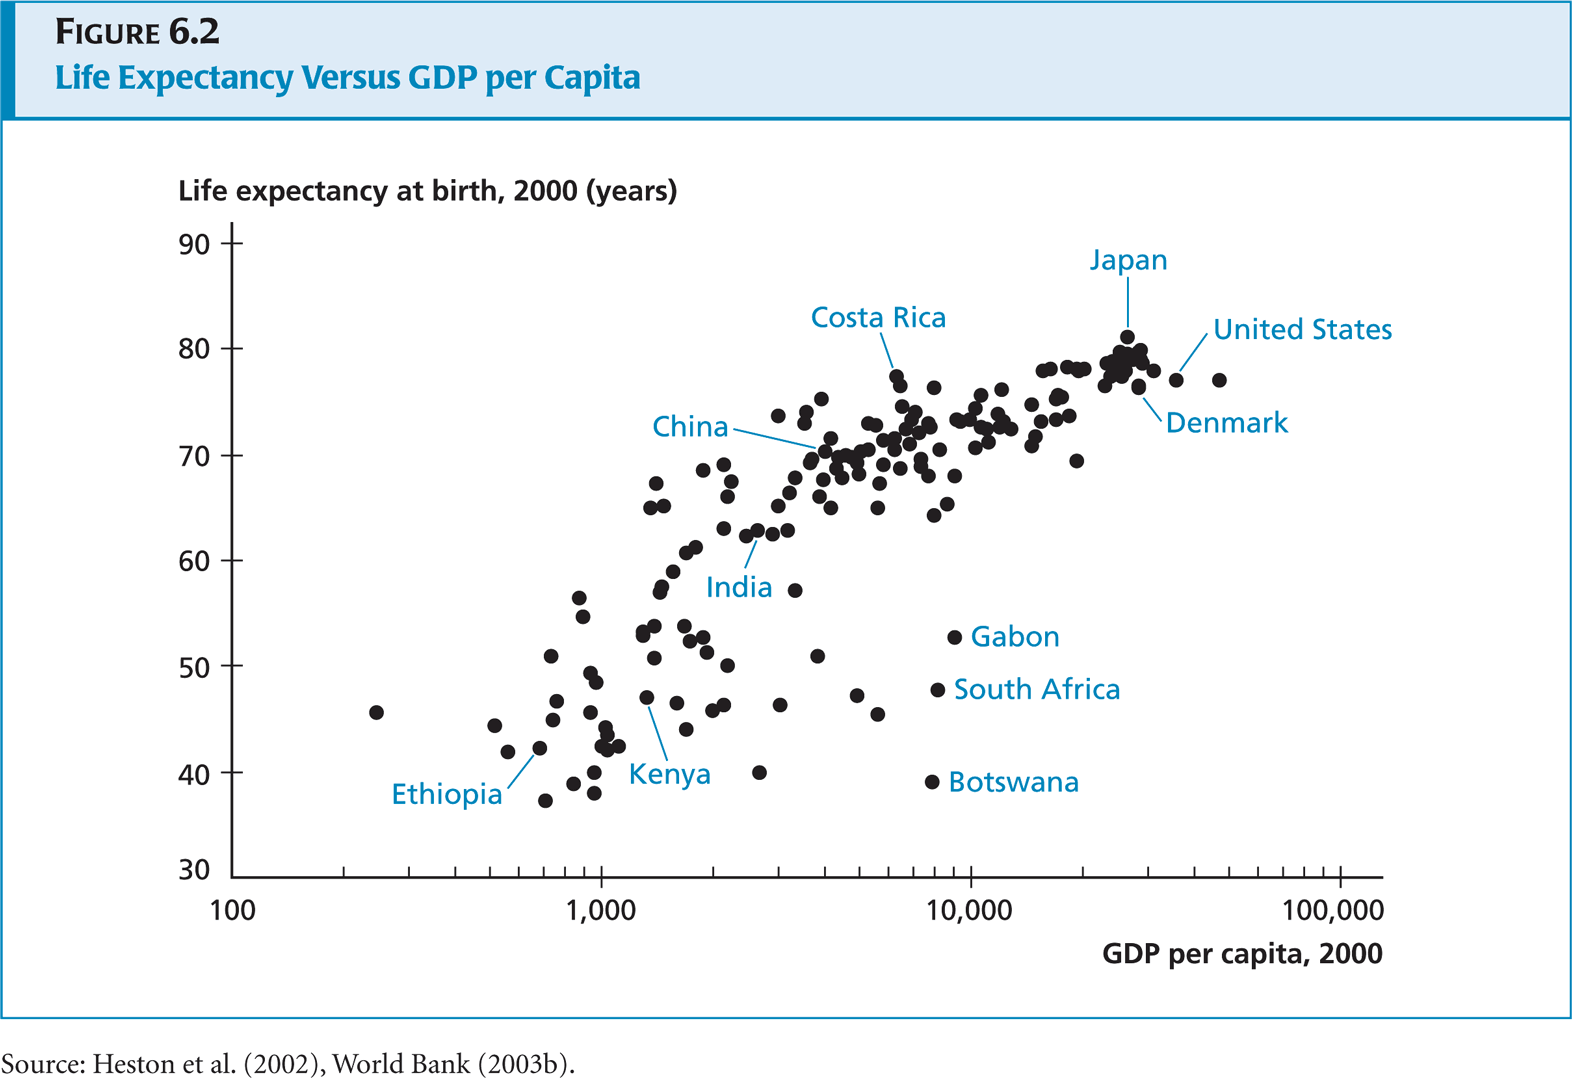 FIGURE 6.2
Life Expectancy Versus GDP per Capita
Life expectancy at birth, 2000 (years)
90
80
70
60
50
40
30
Japan
Costa Rica
United States
China
Denmark
India
Gabon
South Africa
Kenya
Botswana
Ethiopia
100
1,000
10,000
100,000
GDP per capita, 2000
Source: Heston et al. (2002), World Bank (2003b).